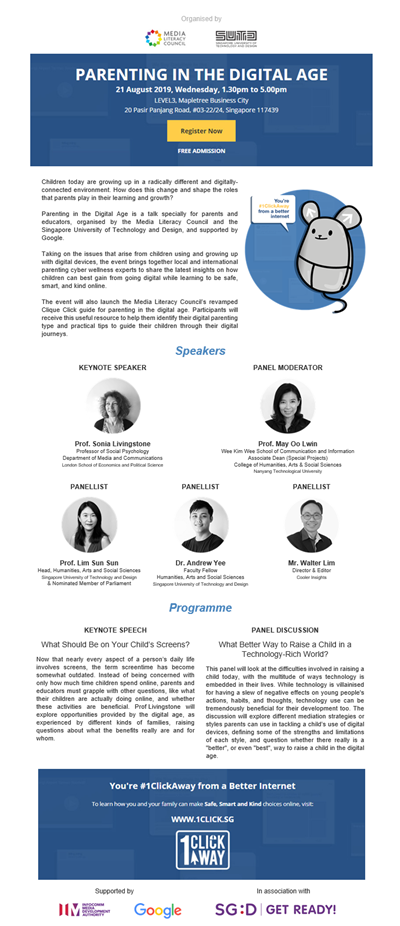 Organised by
MEDIA
LITERACY
COUNCIL
SUTD
SINGAPORE UNIVERSITY OF
TECHNOLOGY AND DESIGN
PARENTING IN THE DIGITAL AGE
21 August 2019, Wednesday, 1.30pm to 5.00pm
LEVEL3, Mapletree Business City
20 Pasir Panjang Road, #03-22/24, Singapore 117439
Register Now
FREE ADMISSION
Children today are growing up in a radically different and digitally-
connected environment. How does this change and shape the roles
that parents play in their learning and growth?
Parenting in the Digital Age is a talk specially for parents and
educators, organised by the Media Literacy Council and the
Singapore University of Technology and Design, and supported by
Google.
Taking on the issues that arise from children using and growing up
with digital devices, the event brings together local and international
parenting cyber wellness experts to share the latest insights on how
children can best gain from going digital while learning to be safe,
smart, and kind online.
The event will also launch the Media Literacy Council's revamped
Clique Click guide for parenting in the digital age. Participants will
receive this useful resource to help them identify their digital parenting
type and practical tips to guide their children through their digital
journeys.
You're
#1ClickAway
from a better
internet
Speakers
KEYNOTE SPEAKER
Prof. Sonia Livingstone
Professor of Social Psychology
Department of Media and Communications
London School of Economics and Political Science
PANEL MODERATOR
Prof. May Oo Lwin
Wee Kim Wee School of Communication and Information
Associate Dean (Special Projects)
College of Humanities, Arts & Social Sciences
Nanyang Technological University
PANELLIST
Prof. Lim Sun Sun
Head, Humanities, Arts and Social Sciences
Singapore University of Technology and Design
& Nominated Member of Parliament
PANELLIST
Dr. Andrew Yee
Faculty Fellow
Humanities, Arts and Social Sciences
Singapore University of Technology and Design
PANELLIST
Mr. Walter Lim
Director & Editor
Cooler Insights
Programme
KEYNOTE SPEECH
What Should Be on Your Child's Screens?
Now that nearly every aspect of a person's daily life
involves screens, the term screentime has become
somewhat outdated. Instead of being concerned with
only how much time children spend online, parents and
educators must grapple with other questions, like what
their children are actually doing online, and whether
these activities are beneficial. Prof Livingstone will
explore opportunities provided by the digital age, as
experienced by different kinds of families, raising
questions about what the benefits really are and for
whom.
PANEL DISCUSSION
What Better Way to Raise a Child in a
Technology-Rich World?
This panel will look at the difficulties involved in raising a
child today, with the multitude of ways technology is
embedded in their lives. While technology is villainised
for having a slew of negative effects on young people's
actions, habits, and thoughts, technology use can be
tremendously beneficial for their development too. The
discussion will explore different mediation strategies or
styles parents can use in tackling a child's use of digital
devices, defining some of the strengths and limitations
of each style, and question whether there really is a
"better", or even "best", way to raise a child in the digital
age.
You're #1ClickAway from a Better Internet
To learn how you and your family can make Safe, Smart and Kind choices online, visit:
WWW.1CLICK.SG
1CLICK
AWAY
Supported by
IM
INFOCOMM
MEDIA
DEVELOPMENT
AUTHORITY
Google
In association with
SG:D | GET READY!